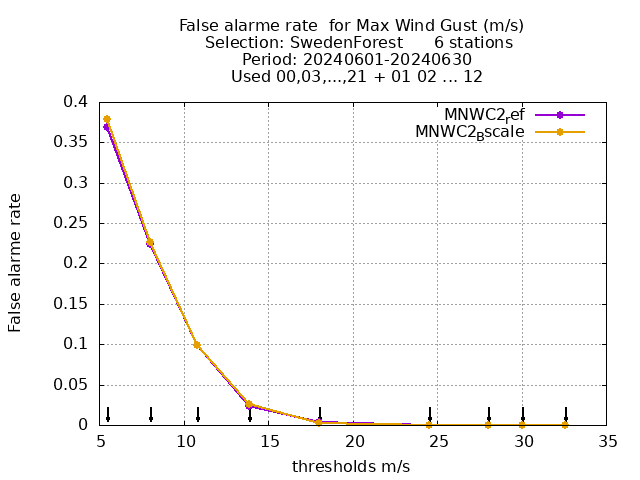 False alarme rate  for Max Wind Gust (m/s)
Selection: SwedenForest      6 stations
Period: 20240601-20240630
Used 00,03,...,21 + 01 02 ... 12
MNWC2ref
MNWC2Bscale
False alarme rate
0.4
0.35
0.3
0.25
0.2
0.15
0.1
0.05
0
5 10 15 20 25 30 35
thresholds m/s